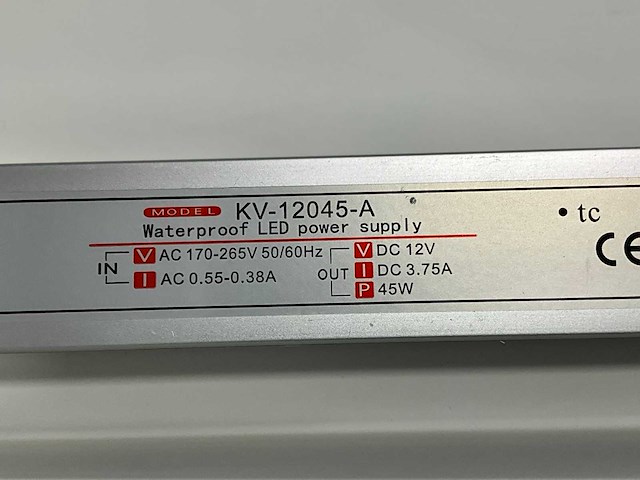 MODEL KV-12045-A
Waterproof LED power supply
IN
V AC 170-265V 50/60Hz
I AC 0.55-0.38A
OUT
V DC 12V
I DC 3.75A
P 45W
• tc
CE